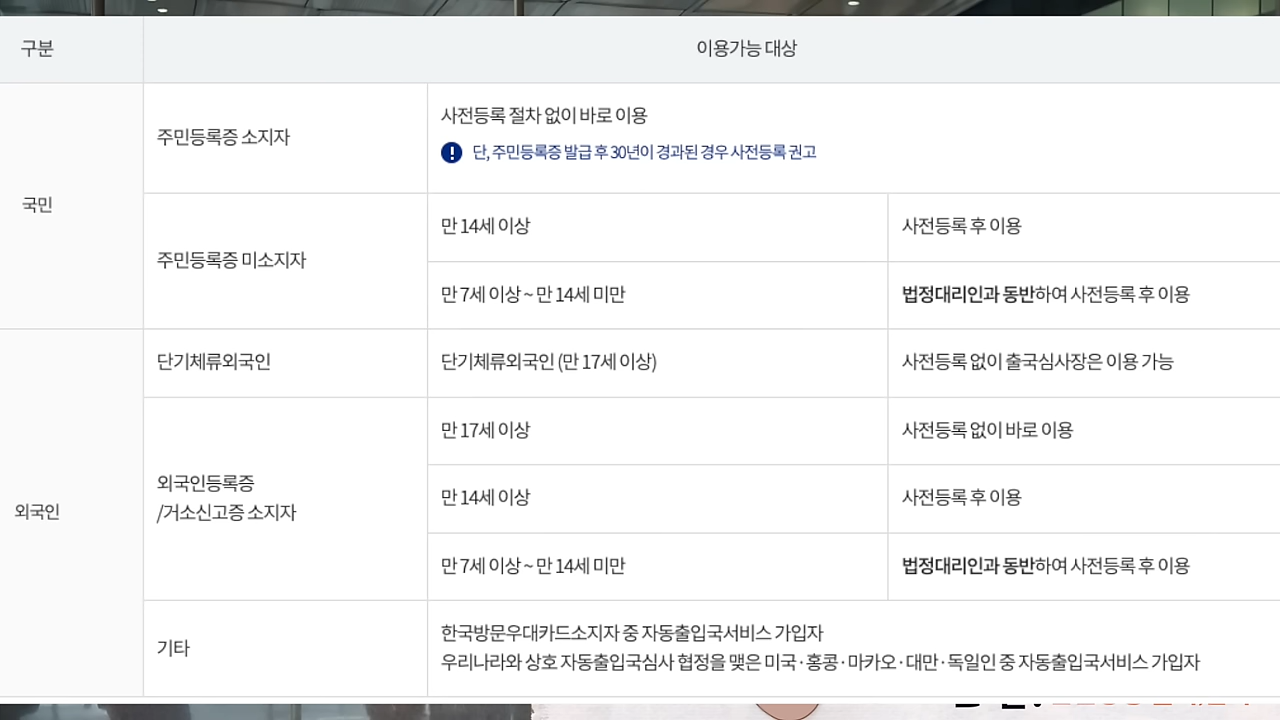 구분
이용가능 대상
국민
주민등록증 소지자
사전등록 절차 없이 바로 이용
단, 주민등록증 발급 후 30년이 경과된 경우 사전등록 권고
주민등록증 미소지자
만 14세 이상
사전등록 후 이용
만 7세 이상 ~ 만 14세 미만
법정대리인과 동반하여 사전등록 후 이용
외국인
단기체류외국인
단기체류외국인 (만 17세 이상)
사전등록 없이 출국심사장은 이용 가능
외국인등록증
/거소신고증 소지자
만 17세 이상
사전등록 없이 바로 이용
만 14세 이상
사전등록 후 이용
만 7세 이상 ~ 만 14세 미만
법정대리인과 동반하여 사전등록 후 이용
기타
한국방문우대카드소지자 중 자동출입국서비스 가입자
우리나라와 상호 자동출입국심사 협정을 맺은 미국·홍콩·마카오·대만·독일인 중 자동출입국서비스 가입자